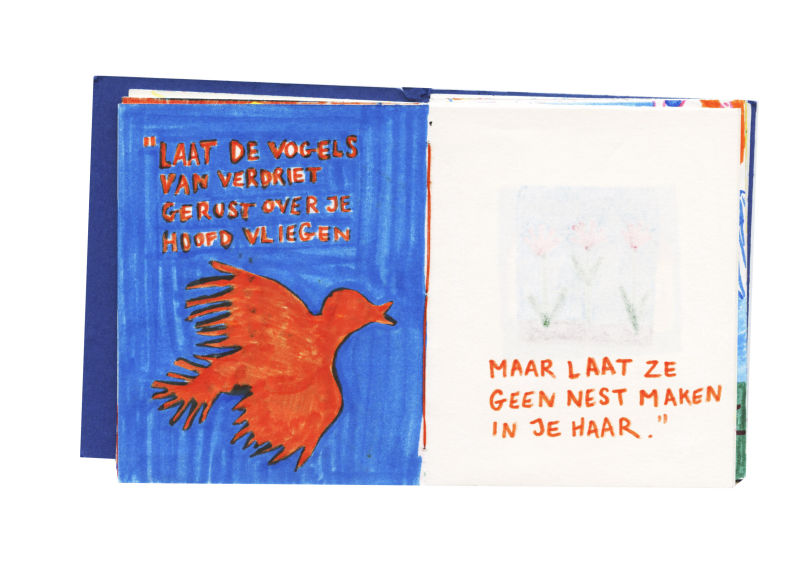 "LAAT DE VOGELS
VAN VERDRIET
GERUST OVER JE
HOOFD VLIEGEN
MAAR LAAT ZE
GEEN NEST MAKEN
IN JE HAAR."